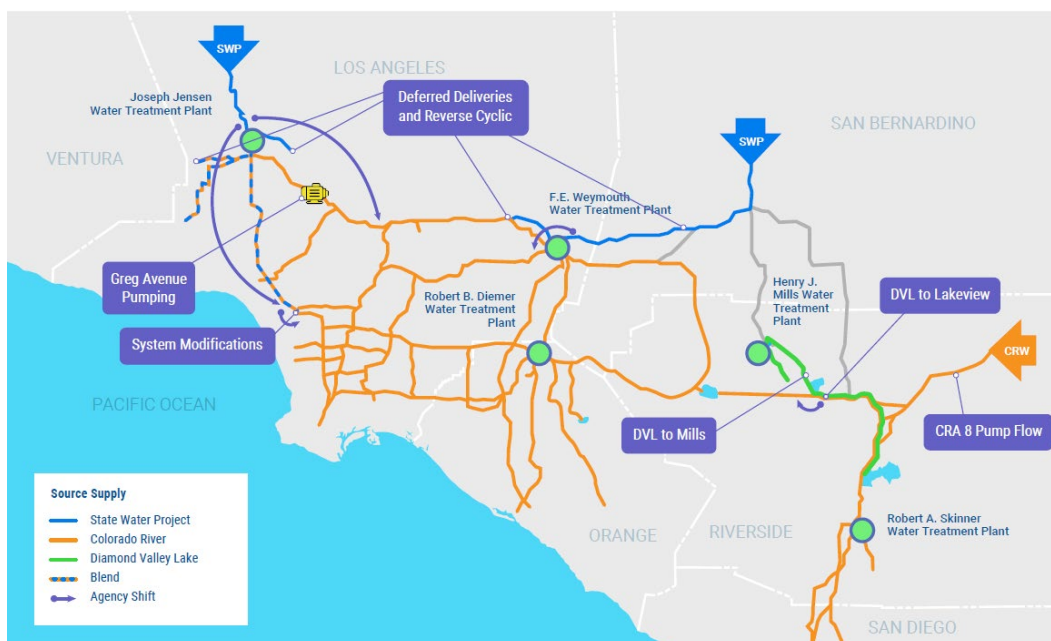 SWP
LOS ANGELES
Joseph Jensen
Water Treatment Plant
Deferred Deliveries
and Reverse Cyclic
SAN BERNARDINO
VENTURA
SWP
F.E. Weymouth
Water Treatment Plant
Greg Avenue
Pumping
Robert B. Diemer
Water Treatment
Plant
Henry J.
Mills Water
Treatment
Plant
DVL to Lakeview
System Modifications
CRW
PACIFIC OCEAN
DVL to Mills
CRA 8 Pump Flow
Source Supply
State Water Project
Colorado River
Diamond Valley Lake
Blend
Agency Shift
ORANGE
RIVERSIDE
Robert A. Skinner
Water Treatment Plant
SAN DIEGO